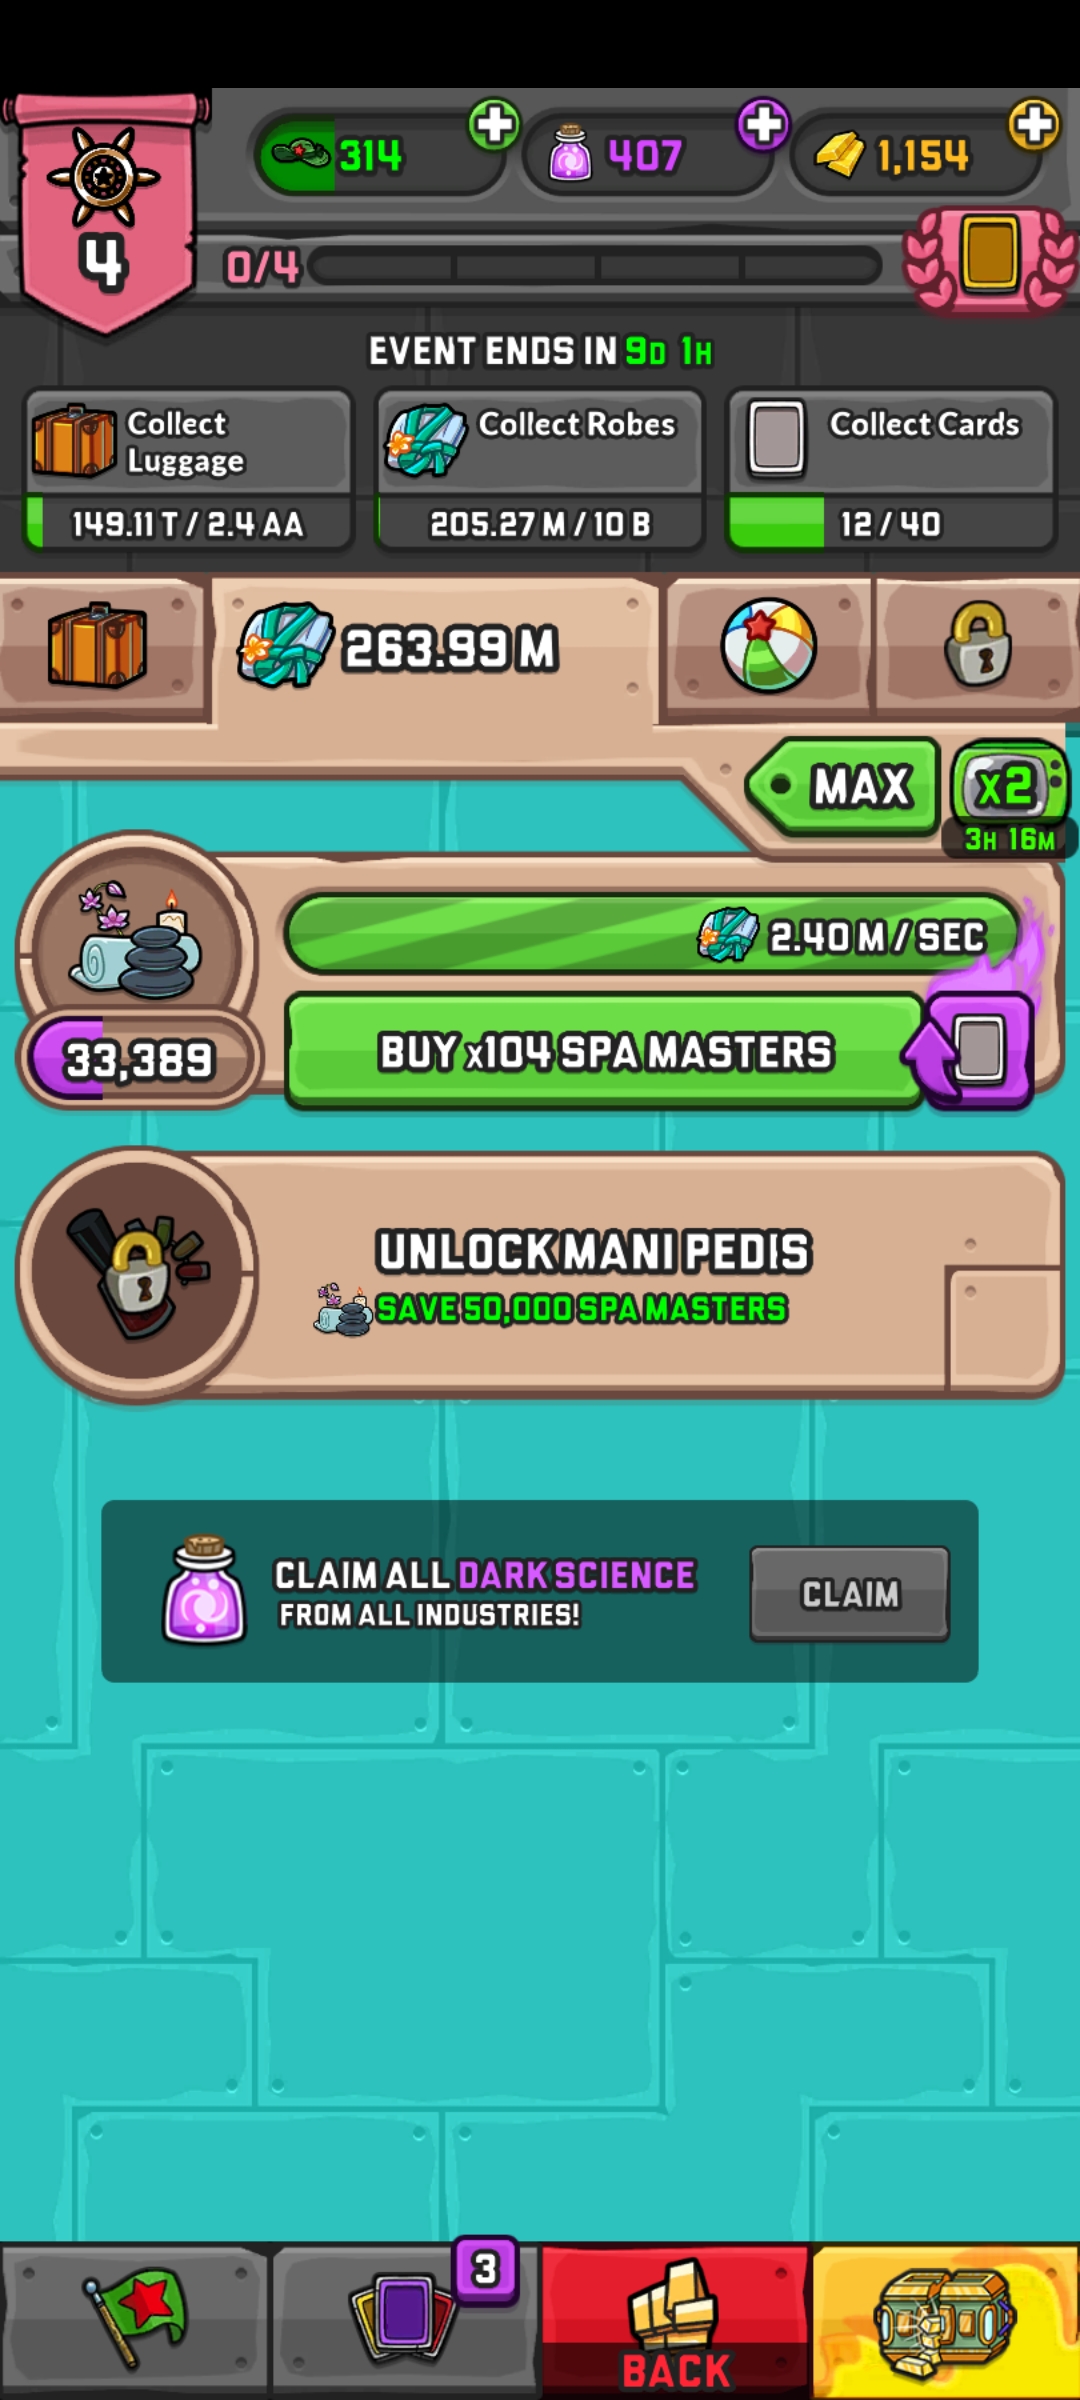 314
407
1,154
4
0/4
EVENT ENDS IN 9D 1H
Collect
Luggage
149.11 T / 2.4 AA
Collect Robes
205.27 M / 10 B
Collect Cards
12 / 40
263.99 M
MAX
x2
3H 16M
2.40 M / SEC
33,389
BUY x104 SPA MASTERS
UNLOCK MANI PEDIS
SAVE 50,000 SPA MASTERS
CLAIM ALL DARK SCIENCE
FROM ALL INDUSTRIES!
CLAIM
3
BACK